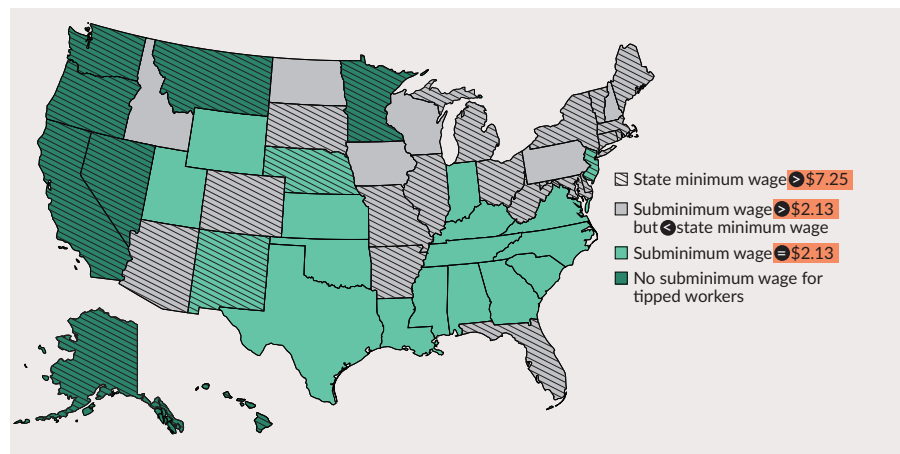 State minimum wage > $7.25
Subminimum wage > $2.13
but < state minimum wage
Subminimum wage = $2.13
No subminimum wage for
tipped workers